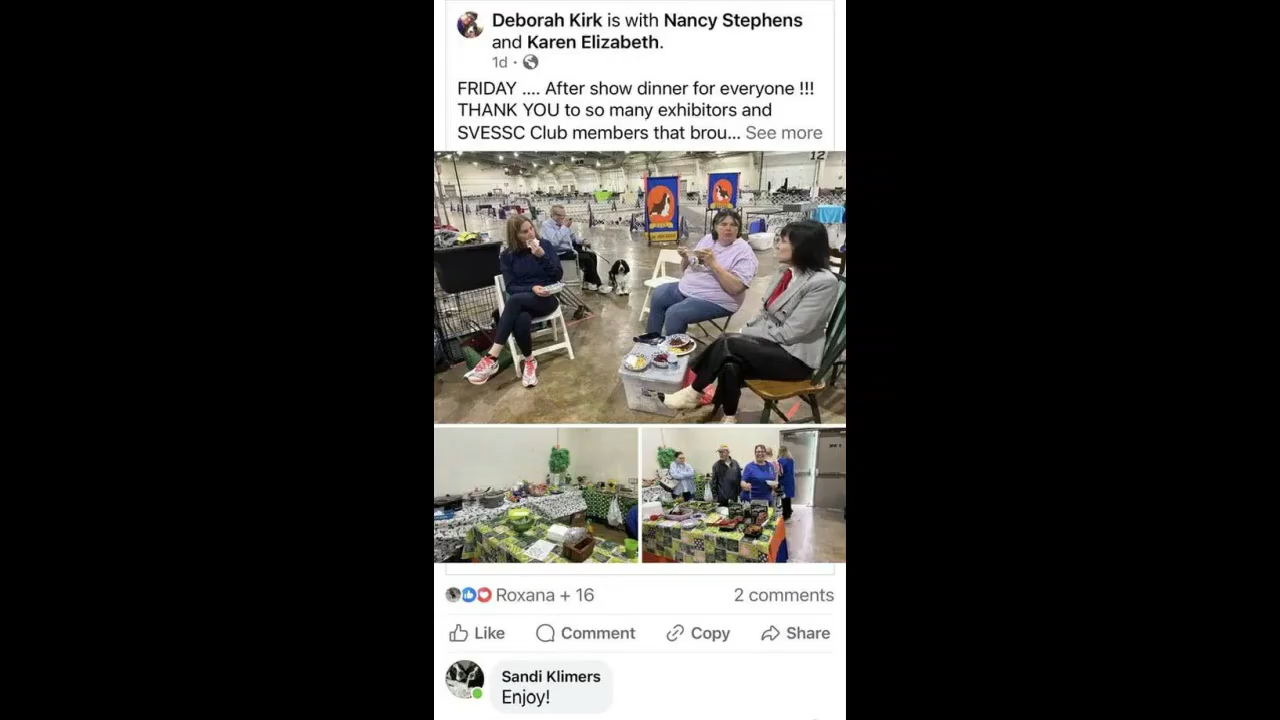 Deborah Kirk is with Nancy Stephens
and Karen Elizabeth.
1d ·
FRIDAY .... After show dinner for everyone !!!
THANK YOU to so many exhibitors and
SVESSC Club members that brou... See more
12
Roxana + 16
2 comments
Like
Comment
Copy
Share
Sandi Klimers
Enjoy!